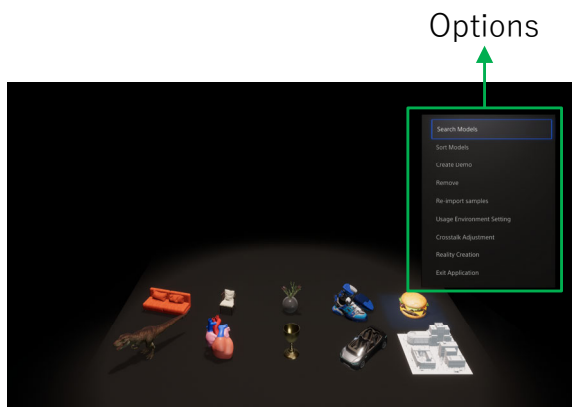 Options
Search Models
Sort Models
Create Demo
Remove
Re-import samples
Usage Environment Setting
Crosstalk Adjustment
Reality Creation
Exit Application